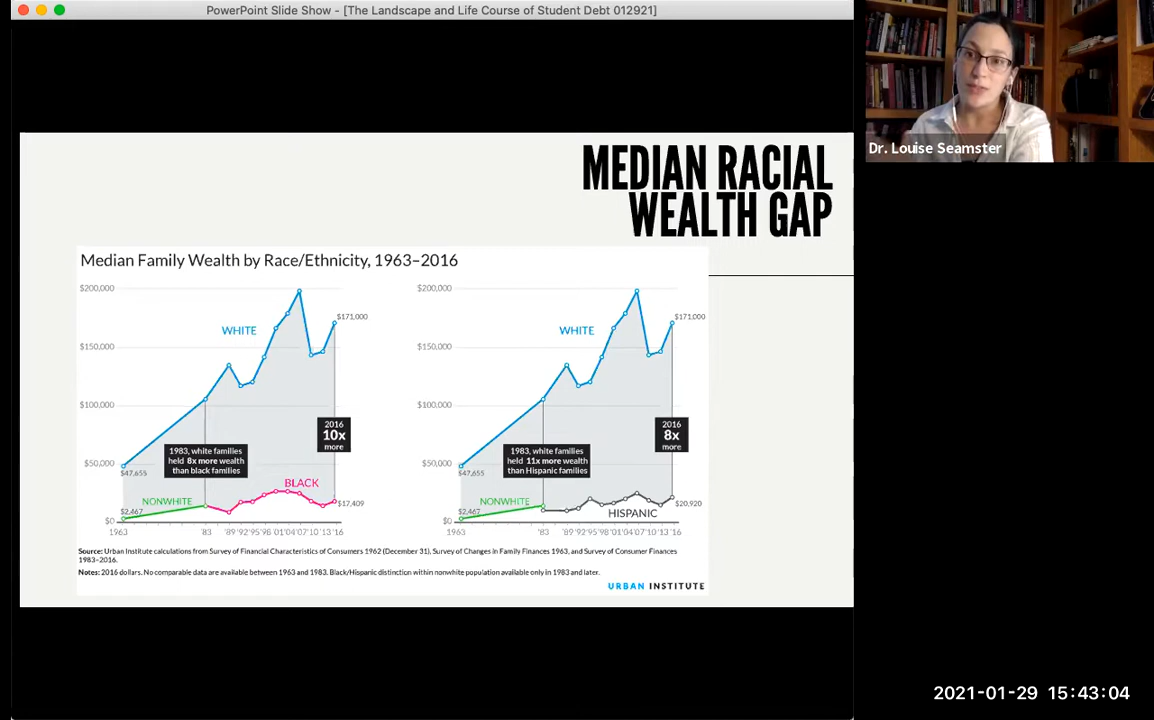 PowerPoint Slide Show - [The Landscape and Life Course of Student Debt 012921]
Dr. Louise Seamster
MEDIAN RACIAL
WEALTH GAP
Median Family Wealth by Race/Ethnicity, 1963–2016
$200,000
$150,000
$100,000
$50,000
$0
WHITE
$171,000
2016
10x
more
1983, white families
held 8x more wealth
than black families
$47,655
BLACK
NONWHITE
$17,409
$2,467
1963 '83 '89 '92 '95 '98 '01 '04 '07 '10 '13 '16
$200,000
$150,000
$100,000
$50,000
$0
WHITE
$171,000
2016
8x
more
1983, white families
held 11x more wealth
than Hispanic families
$47,655
NONWHITE
$20,920
$2,467
HISPANIC
1963 '83 '89 '92 '95 '98 '01 '04 '07 '10 '13 '16
Source: Urban Institute calculations from Survey of Financial Characteristics of Consumers 1962 (December 31), Survey of Changes in Family Finances 1963, and Survey of Consumer Finances
1983–2016.
Notes: 2016 dollars. No comparable data are available between 1963 and 1983. Black/Hispanic distinction within nonwhite population available only in 1983 and later.
URBAN INSTITUTE
2021-01-29 15:43:04